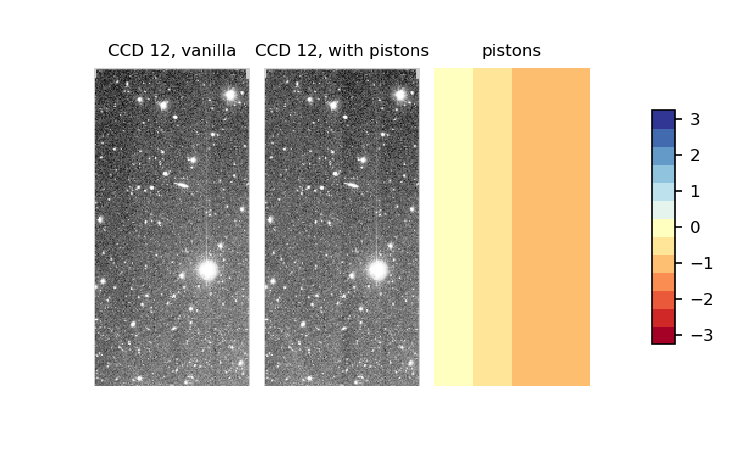 CCD 12, vanilla
CCD 12, with pistons
pistons
3
2
1
0
−1
−2
−3